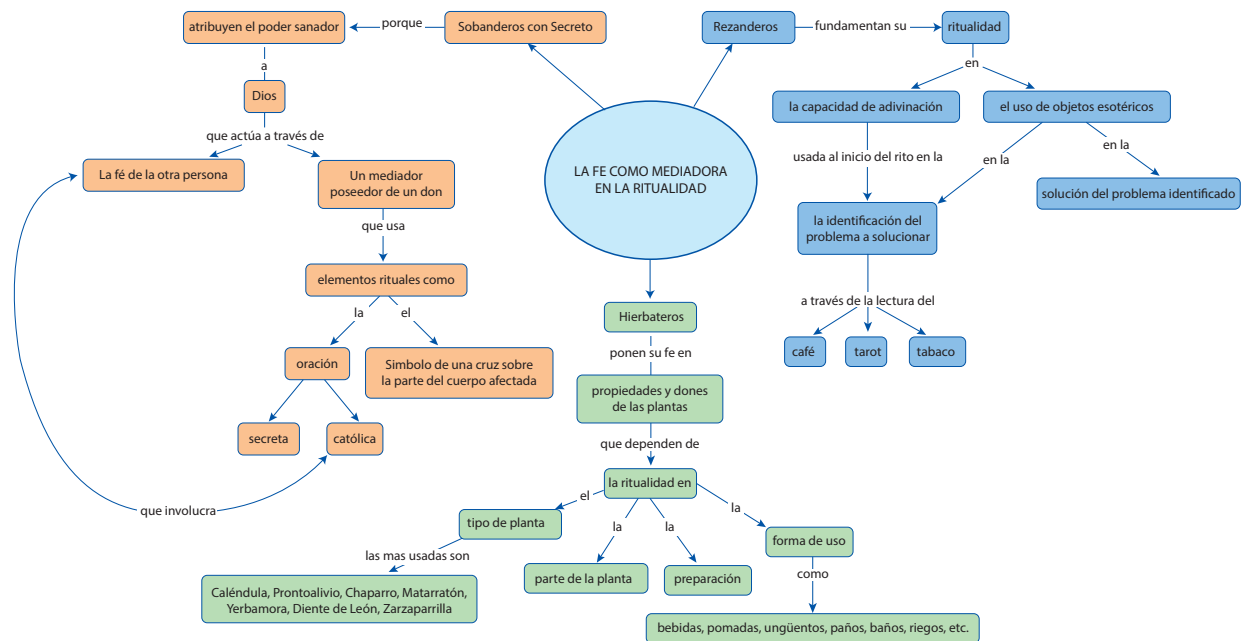 LA FE COMO MEDIADORA
EN LA RITUALIDAD
Sobanderos con Secreto
porque
atribuyen el poder sanador
a
Dios
que actúa a través de
La fé de la otra persona
Un mediador
poseedor de un don
que usa
elementos rituales como
la
el
oración
Simbolo de una cruz sobre
la parte del cuerpo afectada
secreta
católica
que involucra
Rezanderos
fundamentan su
ritualidad
en
la capacidad de adivinación
el uso de objetos esotéricos
usada al inicio del rito en la
en la
en la
solución del problema identificado
la identificación del
problema a solucionar
a través de la lectura del
café
tarot
tabaco
Hierbateros
ponen su fe en
propiedades y dones
de las plantas
que dependen de
la ritualidad en
el
la
la
la
tipo de planta
las mas usadas son
Caléndula, Prontoalivio, Chaparro, Matarratón,
Yerbamora, Diente de León, Zarzaparrilla
parte de la planta
preparación
forma de uso
como
bebidas, pomadas, ungüentos, paños, baños, riegos, etc.